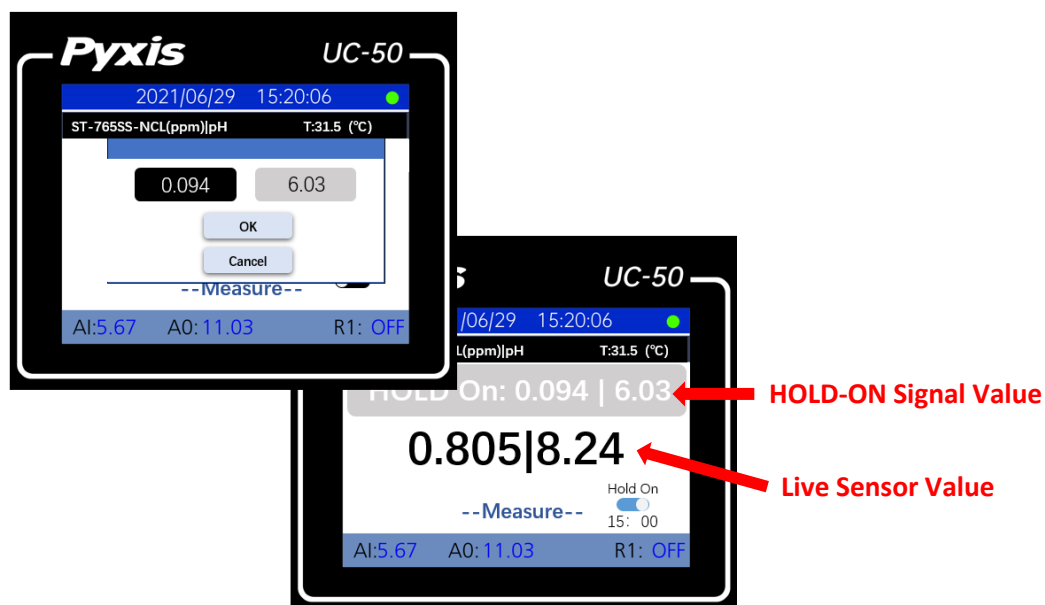 Pyxis UC-50
2021/06/29 15:20:06
ST-765SS-NCL(ppm)|pH T:31.5 (℃)
0.094 6.03
OK
Cancel
--Measure--
AI:5.67 A0:11.03 R1: OFF
s UC-50
/06/29 15:20:06
L(ppm)|pH T:31.5 (℃)
HOLD On: 0.094 | 6.03
HOLD-ON Signal Value
0.805|8.24
Live Sensor Value
Hold On
--Measure--
15: 00
AI:5.67 A0:11.03 R1: OFF